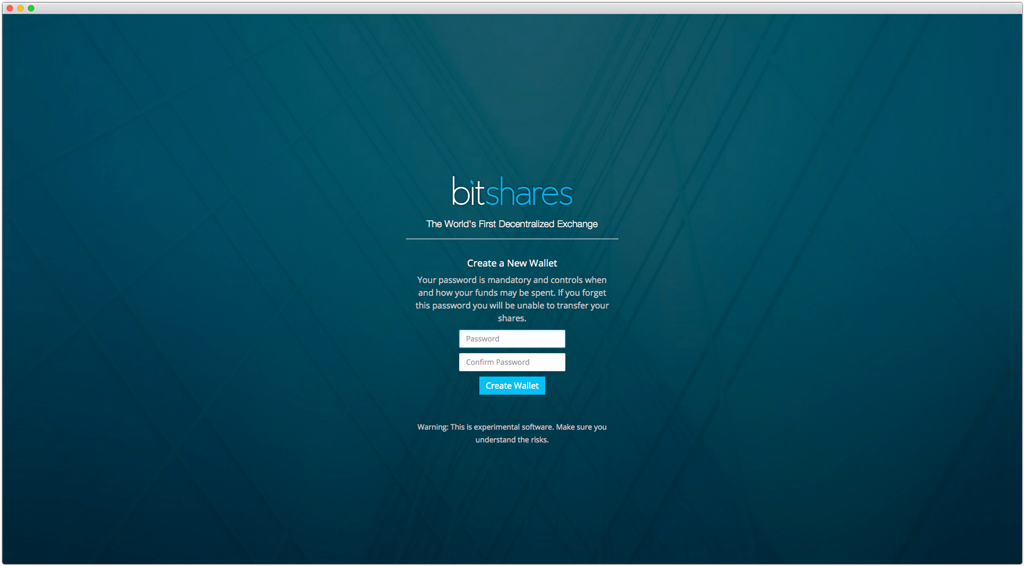 bitshares
The World's First Decentralized Exchange
Create a New Wallet
Your password is mandatory and controls when
and how your funds may be spent. If you forget
this password you will be unable to transfer your
shares.
Password
Confirm Password
Create Wallet
Warning: This is experimental software. Make sure you
understand the risks.